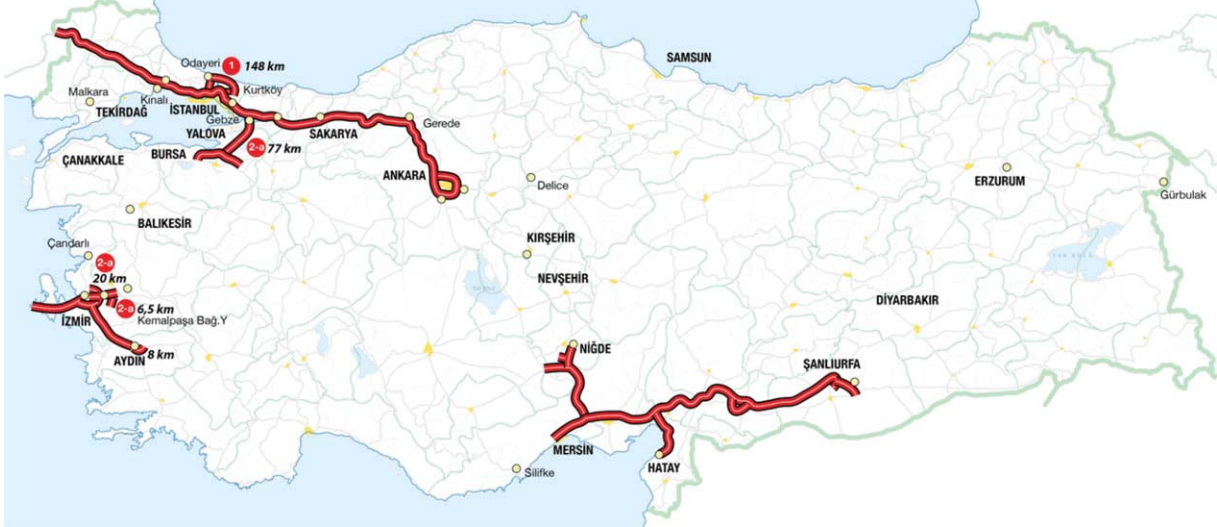 SAMSUN
Odayeri
1 148 km
Kurtköy
Malkara
Kınalı
TEKİRDAĞ
İSTANBUL
Gebze
YALOVA
SAKARYA
Gerede
ÇANAKKALE
BURSA
2-a 77 km
ANKARA
Delice
ERZURUM
Gürbulak
BALIKESİR
KIRŞEHİR
Çandarlı
2-a
20 km
NEVŞEHİR
2-a 6,5 km
Kemalpaşa Bağ.Y
İZMİR
DİYARBAKIR
AYDIN
8 km
NİĞDE
ŞANLIURFA
MERSİN
HATAY
Silifke